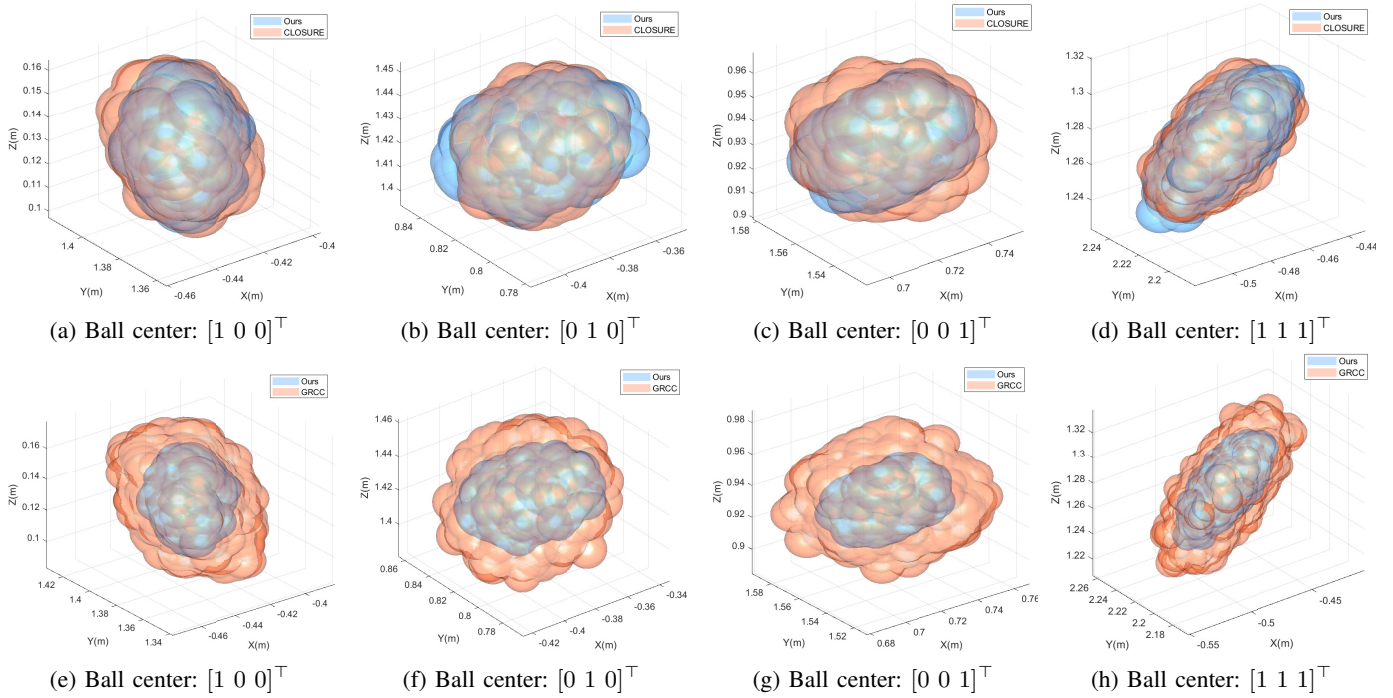 Ours
CLOSURE
0.16
0.15
0.14
0.13
0.12
0.11
0.1
Z(m)
1.4
1.38
1.36
Y(m)
-0.46
-0.44
-0.42
-0.4
X(m)
(a) Ball center: [1 0 0]⊤
Ours
CLOSURE
1.45
1.44
1.43
1.42
1.41
1.4
Z(m)
0.84
0.82
0.8
0.78
Y(m)
-0.4
-0.38
-0.36
X(m)
(b) Ball center: [0 1 0]⊤
Ours
CLOSURE
0.96
0.95
0.94
0.93
0.92
0.91
0.9
Z(m)
1.58
1.56
1.54
Y(m)
0.7
0.72
0.74
X(m)
(c) Ball center: [0 0 1]⊤
Ours
CLOSURE
1.32
1.3
1.28
1.26
1.24
Z(m)
2.24
2.22
2.2
Y(m)
-0.5
-0.48
-0.46
-0.44
X(m)
(d) Ball center: [1 1 1]⊤
Ours
GRCC
0.16
0.14
0.12
0.1
Z(m)
1.42
1.4
1.38
1.36
1.34
Y(m)
-0.46
-0.44
-0.42
-0.4
X(m)
(e) Ball center: [1 0 0]⊤
Ours
GRCC
1.46
1.44
1.42
1.4
Z(m)
0.86
0.84
0.82
0.8
0.78
Y(m)
-0.42
-0.4
-0.38
-0.36
-0.34
X(m)
(f) Ball center: [0 1 0]⊤
Ours
GRCC
0.98
0.96
0.94
0.92
0.9
Z(m)
1.58
1.56
1.54
1.52
Y(m)
0.68
0.7
0.72
0.74
0.76
X(m)
(g) Ball center: [0 0 1]⊤
Ours
GRCC
1.32
1.3
1.28
1.26
1.24
1.22
Z(m)
2.26
2.24
2.22
2.2
2.18
Y(m)
-0.55
-0.5
-0.45
X(m)
(h) Ball center: [1 1 1]⊤